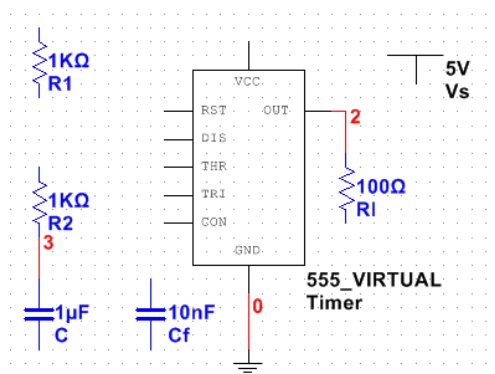 1KΩ
R1
VCC
5V
Vs
RST
OUT
2
DIS
THR
1KΩ
R2
TRI
100Ω
Rl
CON
3
GND
555_VIRTUAL
Timer
0
1µF
C
10nF
Cf